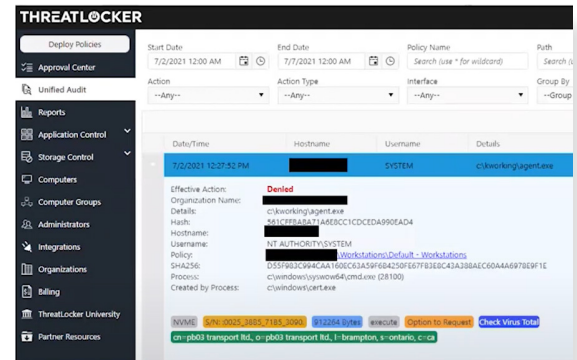 THREATLOCKER
Deploy Policies
Approval Center
Unified Audit
Reports
Application Control
Storage Control
Computers
Computer Groups
Administrators
Integrations
Organizations
Billing
ThreatLocker University
Partner Resources
Start Date
End Date
Policy Name
Path
7/2/2021 12:00 AM
7/7/2021 12:00 AM
Search (use * for wildcard)
Search (u
Action
Action Type
Interface
Group By
--Any--
--Any--
--Any--
--Group
Date/Time
Hostname
Username
Details
7/2/2021 12:27:52 PM
SYSTEM
c:\kworking\agent.exe
Effective Action: Denied
Organization Name:
Details: c:\kworking\agent.exe
Hash: 561CFFBABA71A6E8CC1CDCEDA990EAD4
Hostname:
Username: NT AUTHORITY\SYSTEM
Policy: \Workstations\Default - Workstations
SHA256: D55F983C994CAA160EC63A59F6B4250FE67FB3E8C43A388AEC60A4A6978E9F1E
Process: c:\windows\syswow64\cmd.exe (28100)
Created by Process: c:\windows\cert.exe
NVME S/N::0025_3885_7185_3090. 912264 Bytes execute Option to Request Check Virus Total
cn=pb03 transport ltd., o=pb03 transport ltd., l=brampton, s=ontario, c=ca